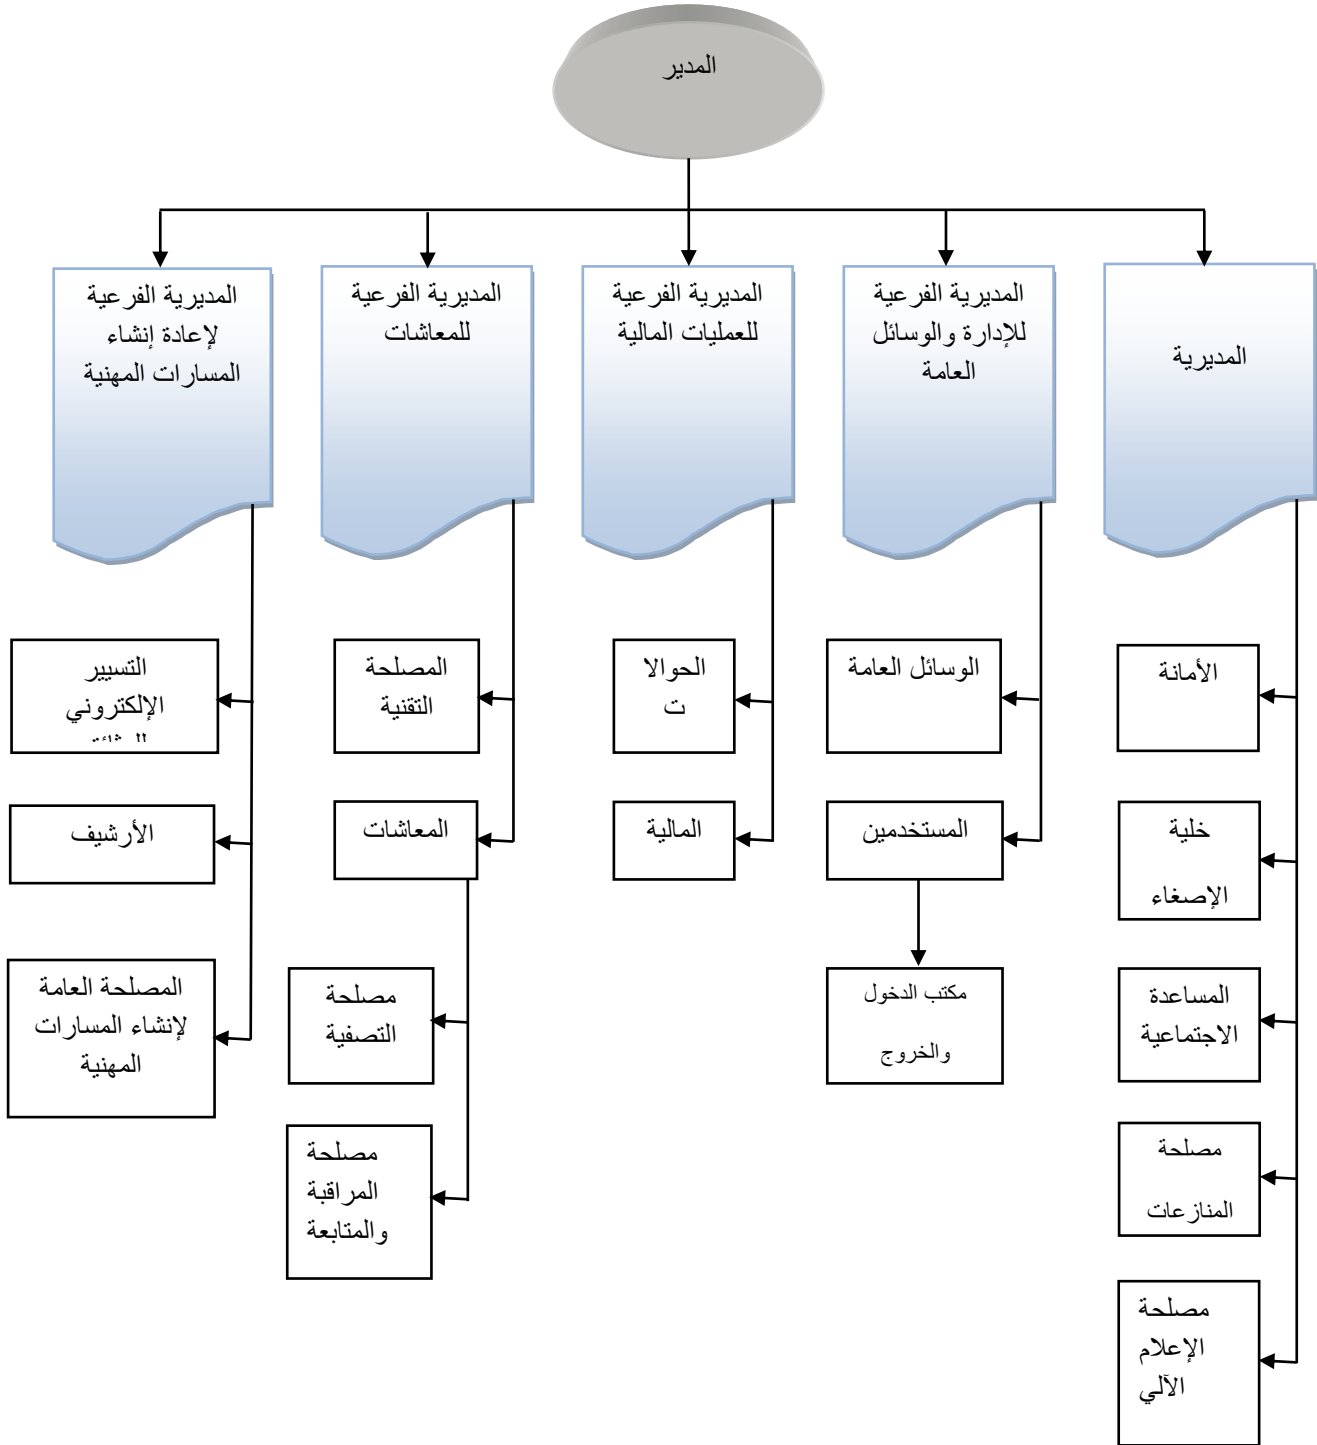 المدير
المديرية
المديرية الفرعية
للإدارة والوسائل
العامة
المديرية الفرعية
للعمليات المالية
المديرية الفرعية
للمعاشات
المديرية الفرعية
لإعادة إنشاء
المسارات المهنية
الأمانة
خلية
الإصغاء
المساعدة
الاجتماعية
مصلحة
المنازعات
مصلحة
الإعلام
الآلي
الوسائل العامة
المستخدمين
مكتب الدخول
والخروج
الحوالا
ت
المالية
المصلحة
التقنية
المعاشات
مصلحة
التصفية
مصلحة
المراقبة
والمتابعة
التسيير
الإلكتروني
الأرشيف
المصلحة العامة
لإنشاء المسارات
المهنية